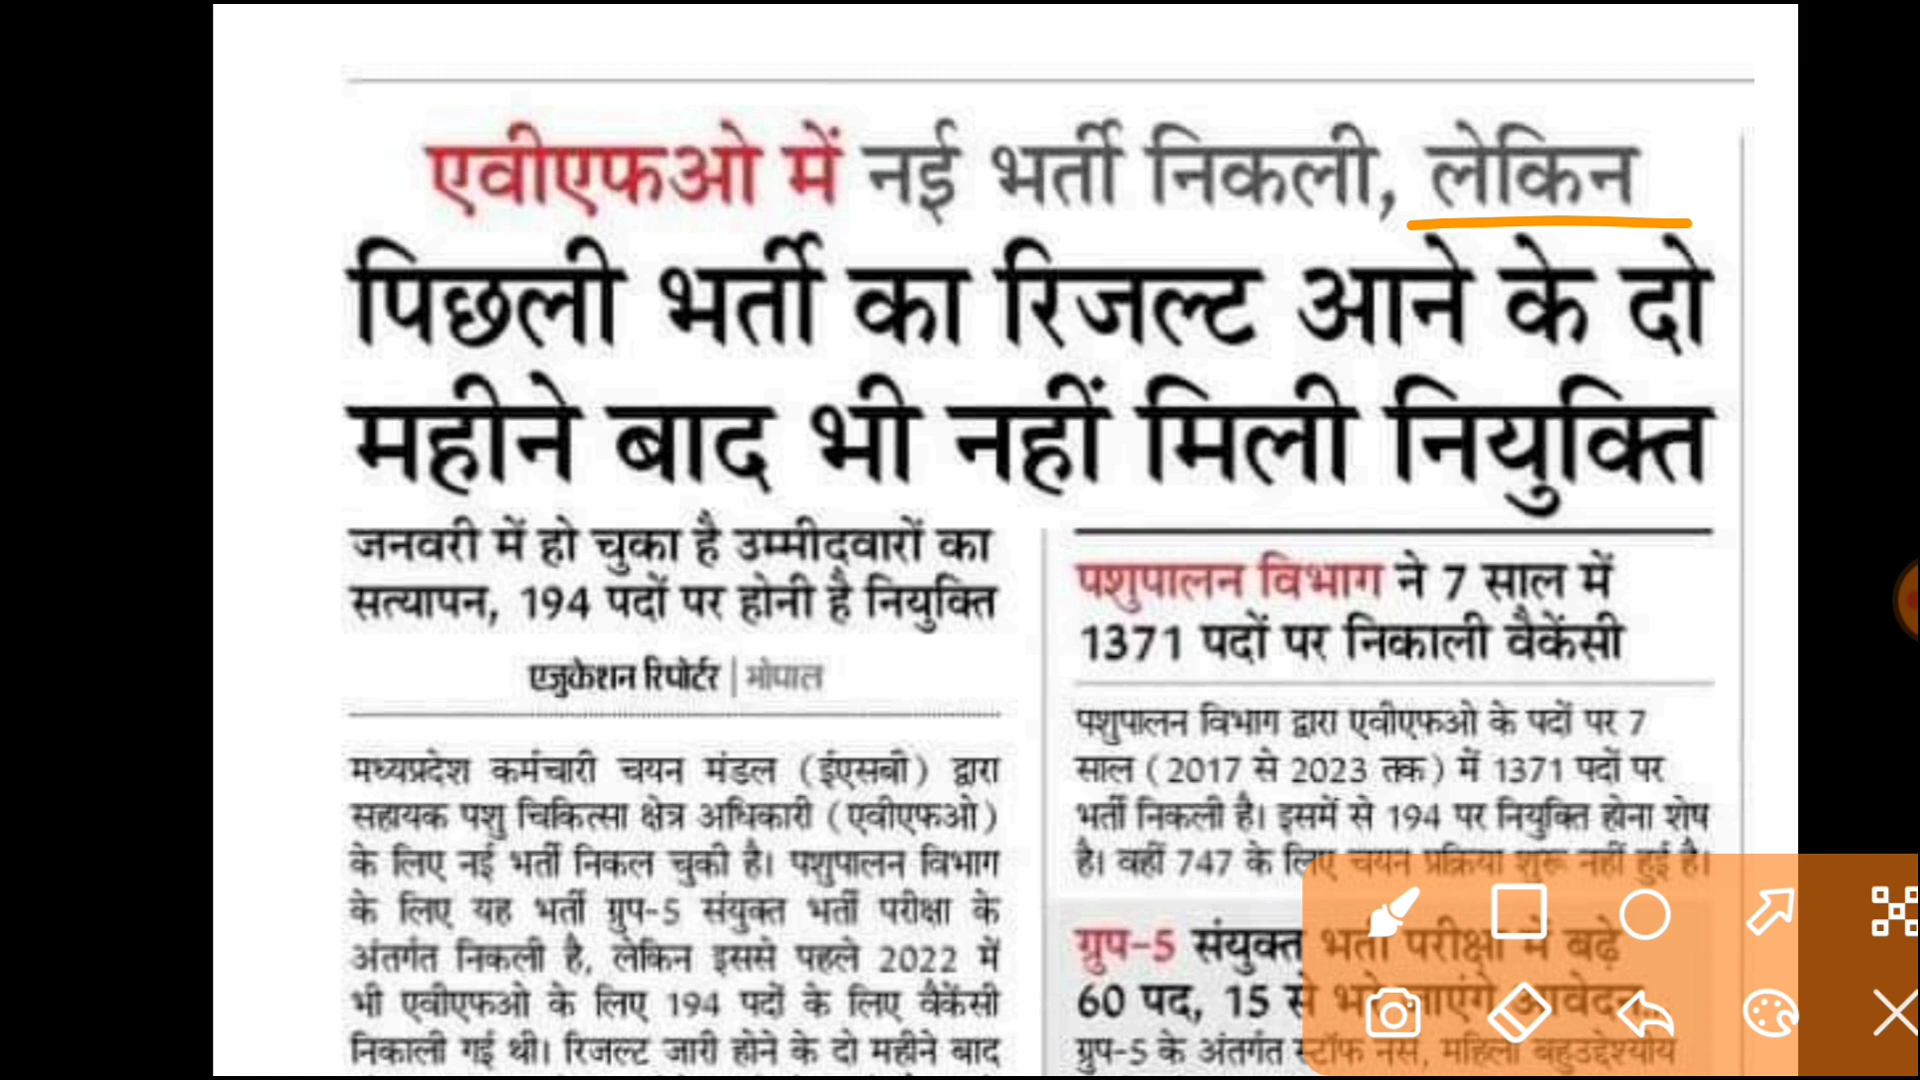 एवीएफओ में नई भर्ती निकली, लेकिन
पिछली भर्ती का रिजल्ट आने के दो
महीने बाद भी नहीं मिली नियुक्ति
जनवरी में हो चुका है उम्मीदवारों का
सत्यापन, 194 पदों पर होनी है नियुक्ति
एजुकेशन रिपोर्टर | भोपाल
मध्यप्रदेश कर्मचारी चयन मंडल (ईएसबी) द्वारा
सहायक पशु चिकित्सा क्षेत्र अधिकारी (एवीएफओ)
के लिए नई भर्ती निकल चुकी है। पशुपालन विभाग
के लिए यह भर्ती ग्रुप-5 संयुक्त भर्ती परीक्षा के
अंतर्गत निकली है, लेकिन इससे पहले 2022 में
भी एवीएफओ के लिए 194 पदों के लिए वैकेंसी
निकाली गई थी। रिजल्ट जारी होने के दो महीने बाद
पशुपालन विभाग ने 7 साल में
1371 पदों पर निकाली वैकेंसी
पशुपालन विभाग द्वारा एवीएफओ के पदों पर 7
साल (2017 से 2023 तक) में 1371 पदों पर
भर्ती निकली है। इसमें से 194 पर नियुक्ति होना शेष
है। वहीं 747 के लिए चयन प्रक्रिया शुरू नहीं हुई है।
ग्रुप-5 संयुक्त भर्ती परीक्षा में बढ़े
60 पद, 15 से भरे जाएंगे आवेदन..
ग्रुप-5 के अंतर्गत स्टॉफ नर्स, महिला बहुउद्देश्यीय